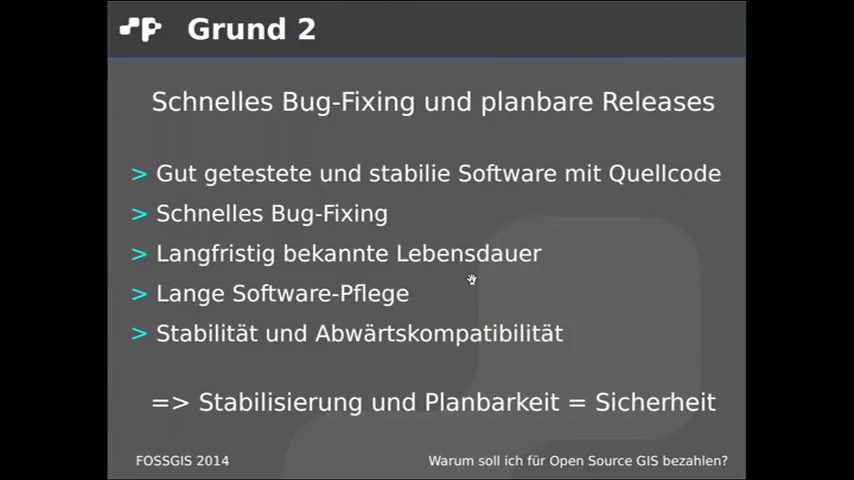 Grund 2
Schnelles Bug-Fixing und planbare Releases
> Gut getestete und stabilie Software mit Quellcode
> Schnelles Bug-Fixing
> Langfristig bekannte Lebensdauer
> Lange Software-Pflege
> Stabilität und Abwärtskompatibilität
=> Stabilisierung und Planbarkeit = Sicherheit
FOSSGIS 2014
Warum soll ich für Open Source GIS bezahlen?